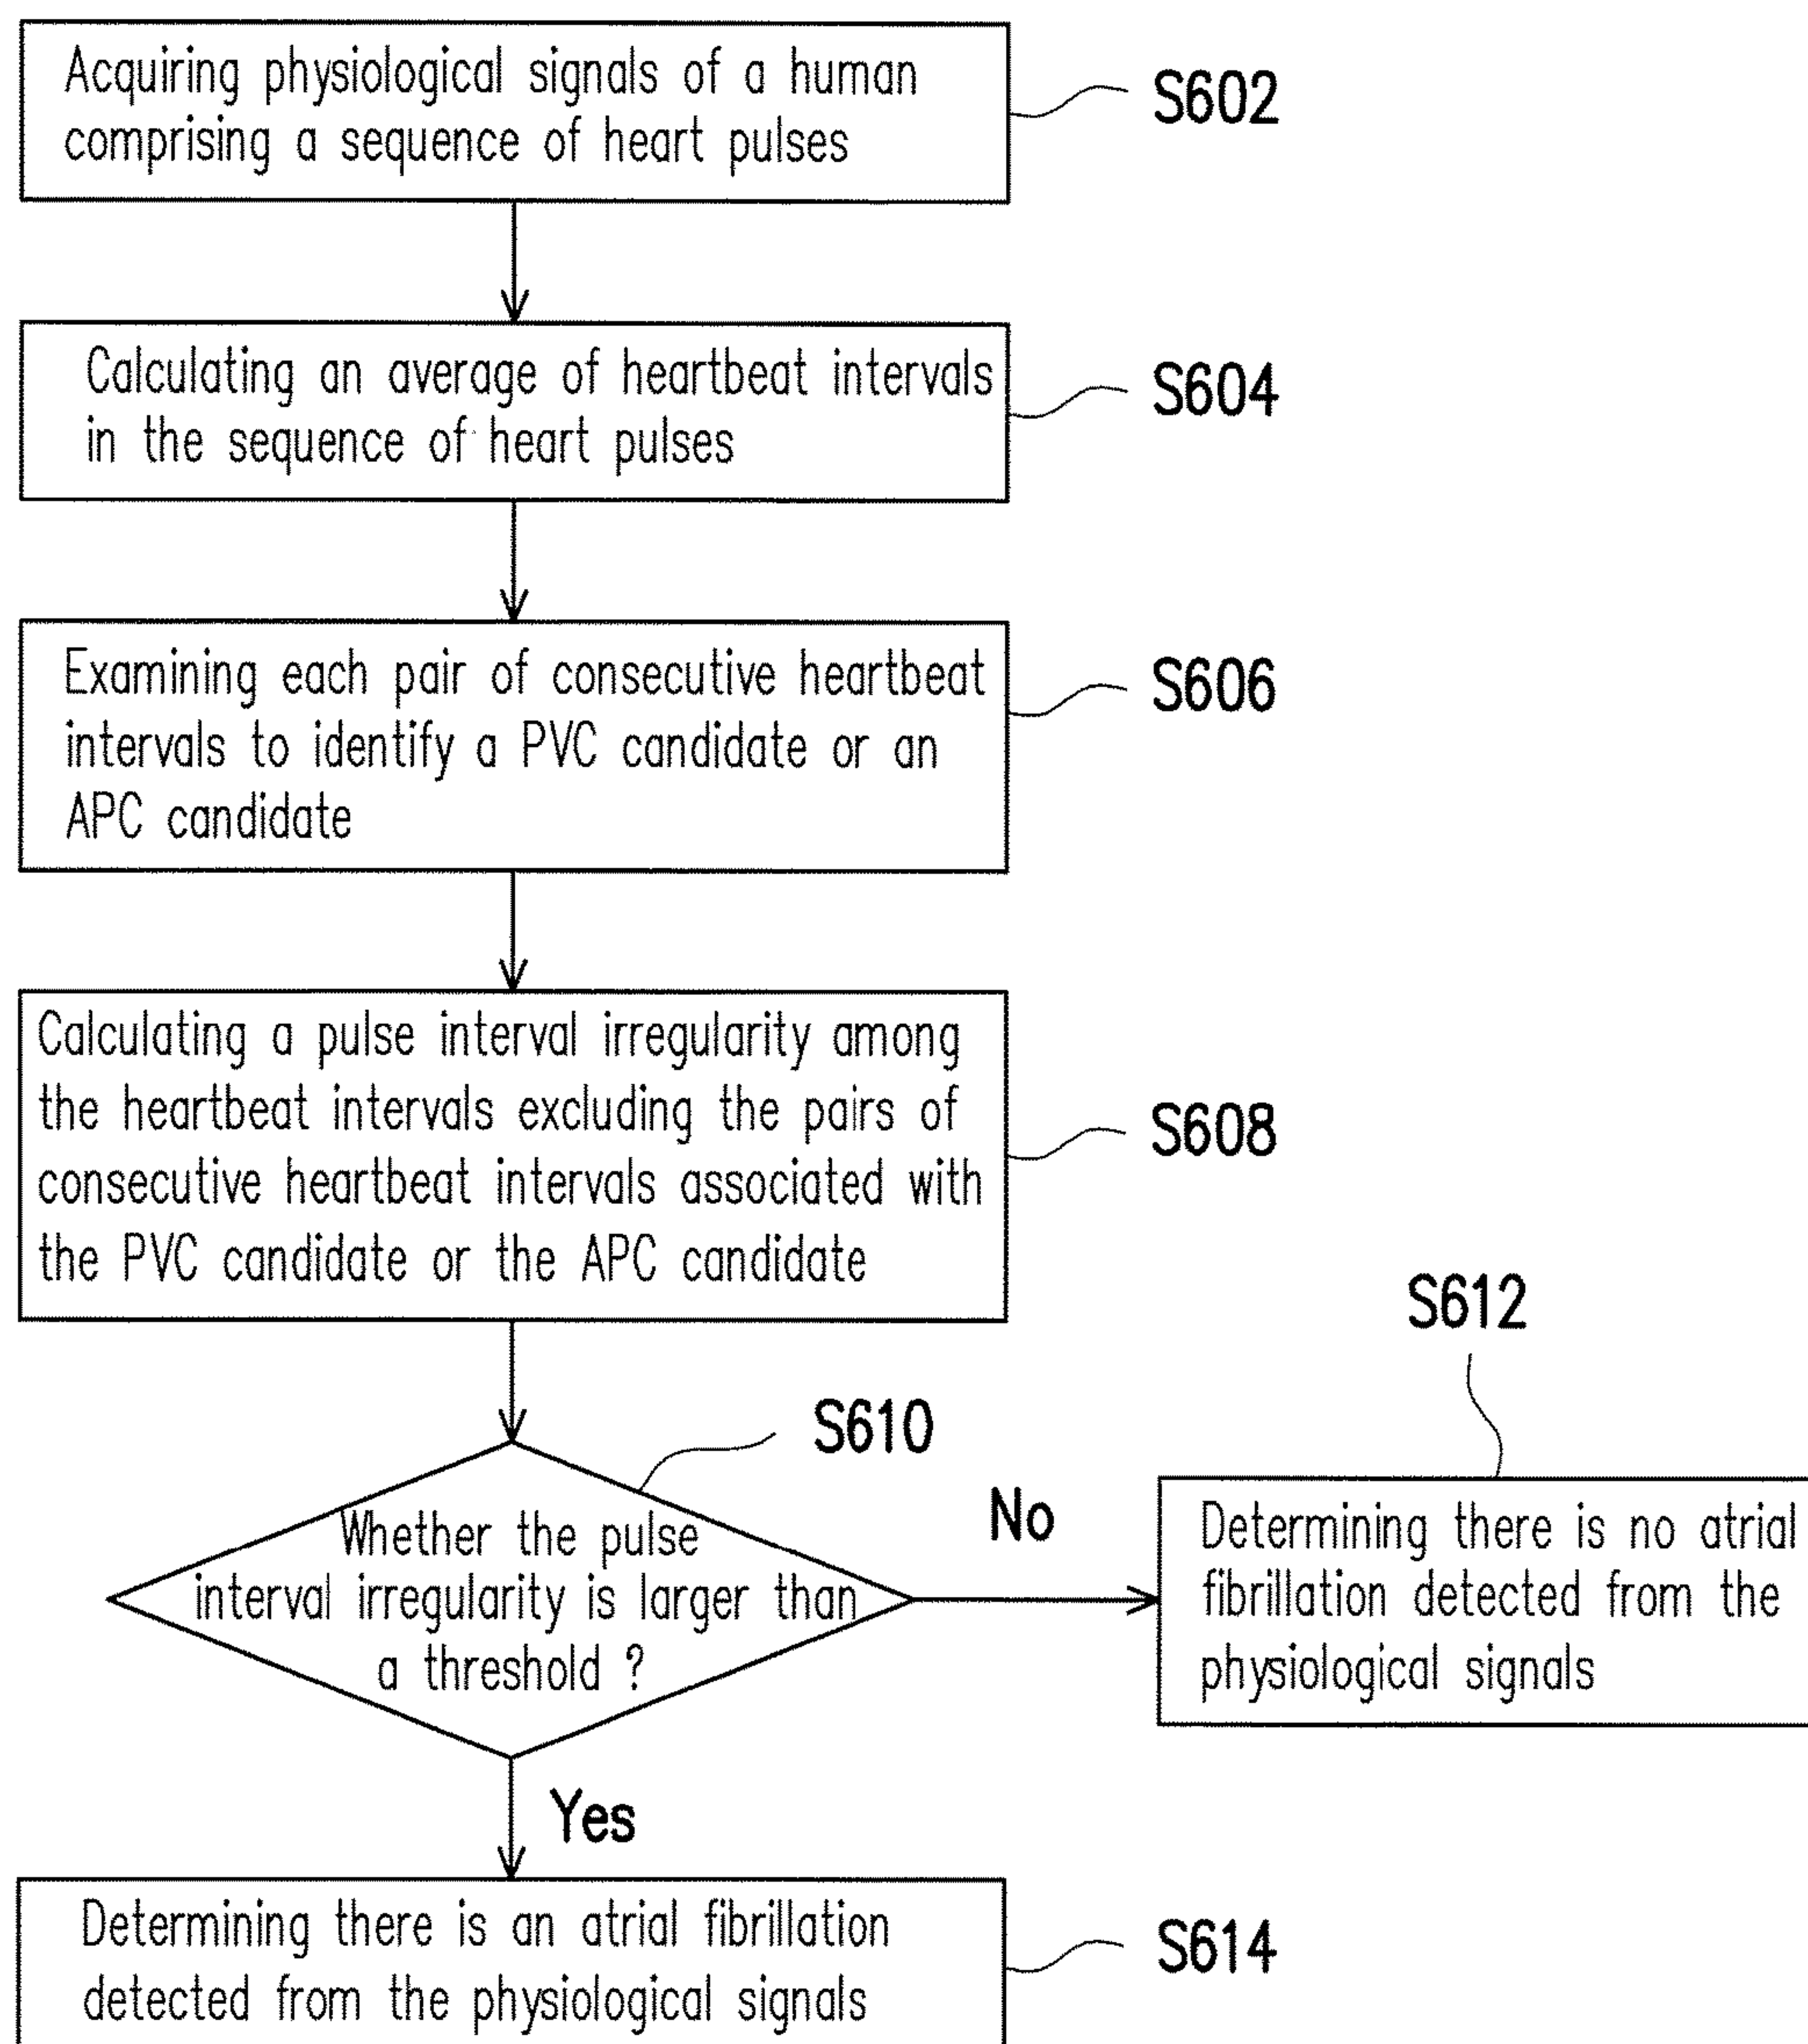 Acquiring physiological signals of a human
comprising a sequence of heart pulses
S602
Calculating an average of heartbeat intervals
in the sequence of heart pulses
S604
Examining each pair of consecutive heartbeat
intervals to identify a PVC candidate or an
APC candidate
S606
Calculating a pulse interval irregularity among
the heartbeat intervals excluding the pairs of
consecutive heartbeat intervals associated with
the PVC candidate or the APC candidate
S608
S610
Whether the pulse
interval irregularity is larger than
a threshold ?
No
S612
Determining there is no atrial
fibrillation detected from the
physiological signals
Yes
Determining there is an atrial fibrillation
detected from the physiological signals
S614